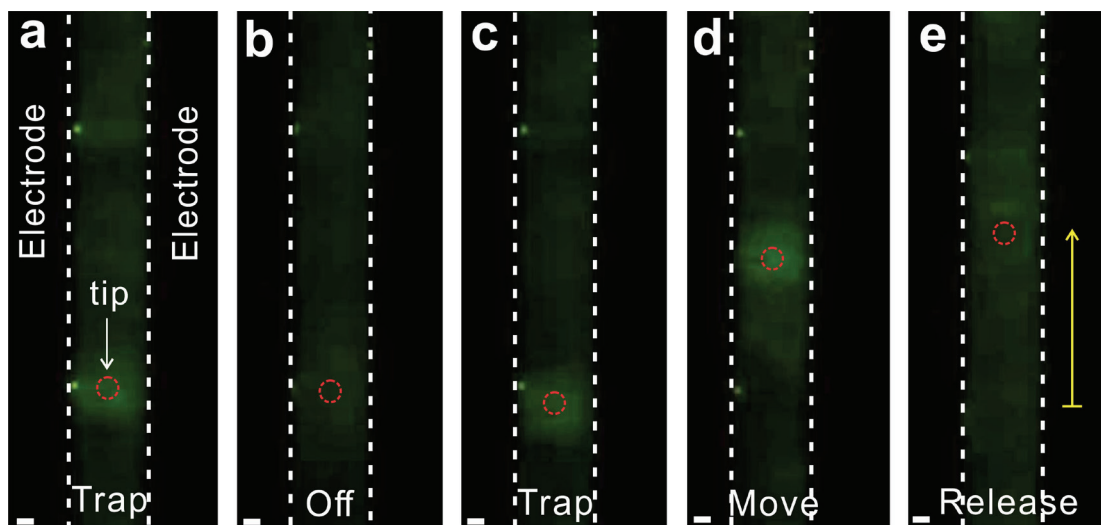 a
Electrode
Electrode
tip
Trap
b
Off
c
Trap
d
Move
e
Release